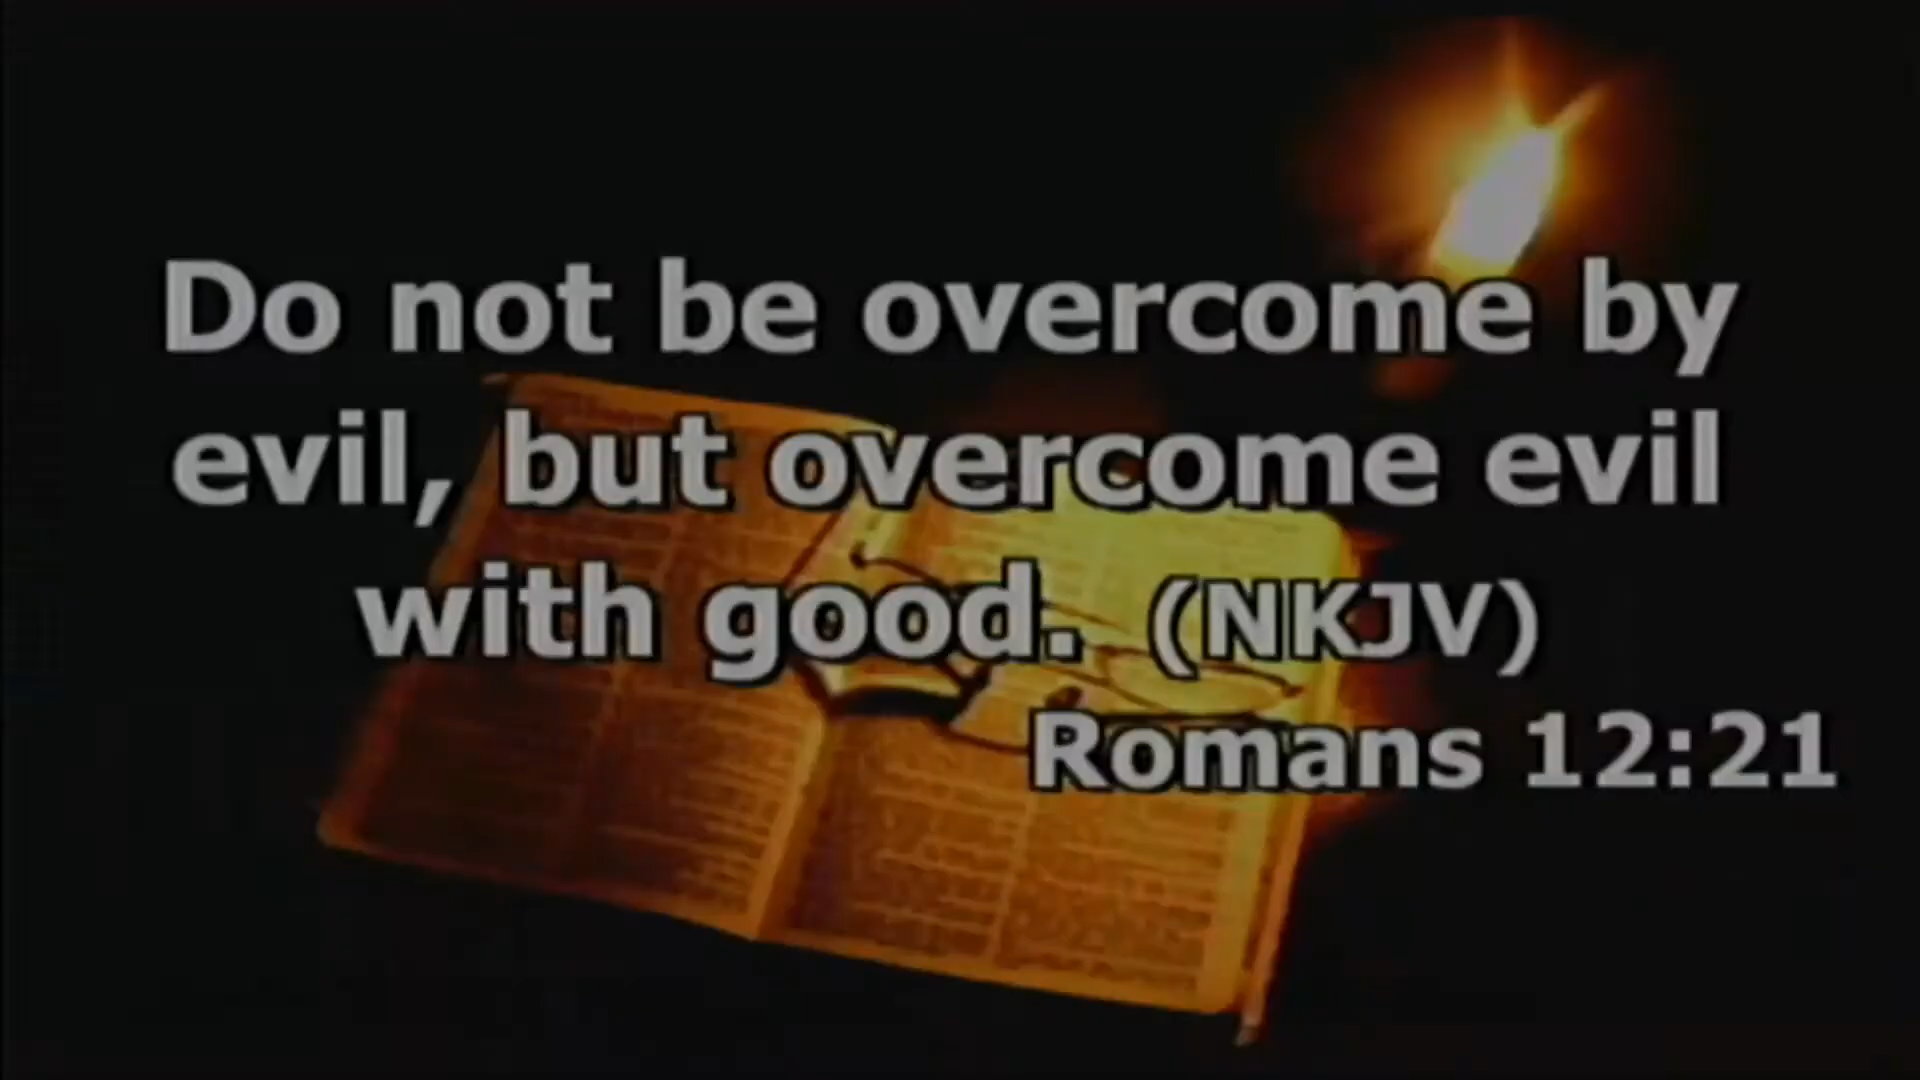 Do not be overcome by
evil, but overcome evil
with good. (NKJV)
Romans 12:21